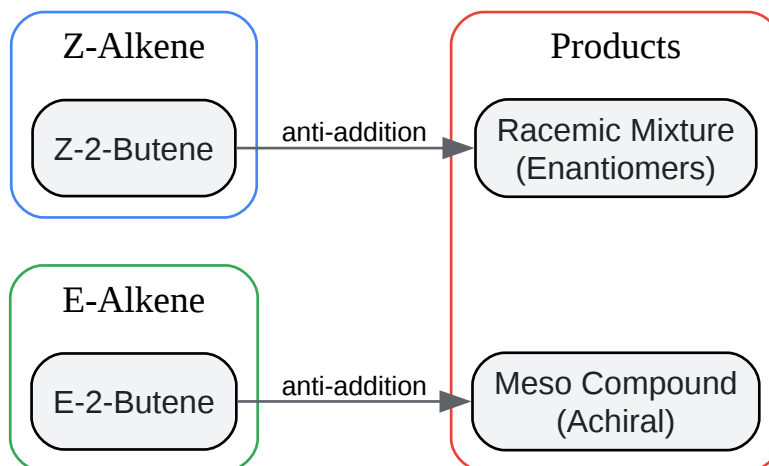 Z-Alkene
Products
Z-2-Butene
anti-addition
Racemic Mixture
(Enantiomers)
E-Alkene
E-2-Butene
anti-addition
Meso Compound
(Achiral)